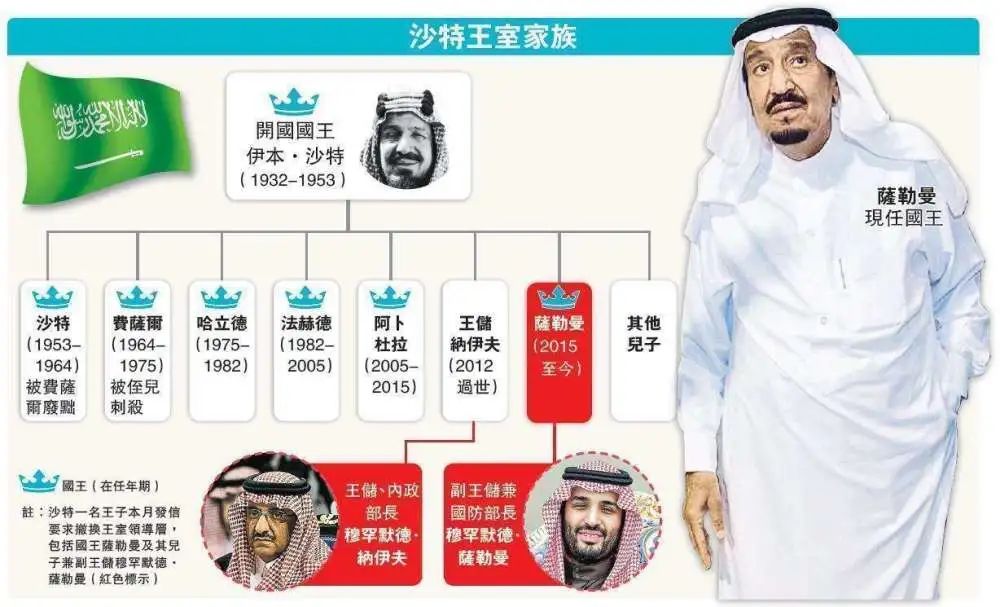 沙特王室家族
開國國王
伊本・沙特
(1932-1953)
薩勒曼
現任國王
沙特
(1953-
1964)
被費薩
爾廢黜
費薩爾
(1964-
1975)
被侄兒
刺殺
哈立德
(1975-
1982)
法赫德
(1982-
2005)
阿卜
杜拉
(2005-
2015)
王儲
納伊夫
(2012
過世)
薩勒曼
(2015
至今)
其他
兒子
王儲、內政
部長
穆罕默德・
納伊夫
副王儲兼
國防部長
穆罕默德・
薩勒曼
國王(在任年期)
註：沙特一名王子本月發信
要求撤換王室領導層，
包括國王薩勒曼及其兒
子兼副王儲穆罕默德・
薩勒曼(紅色標示)